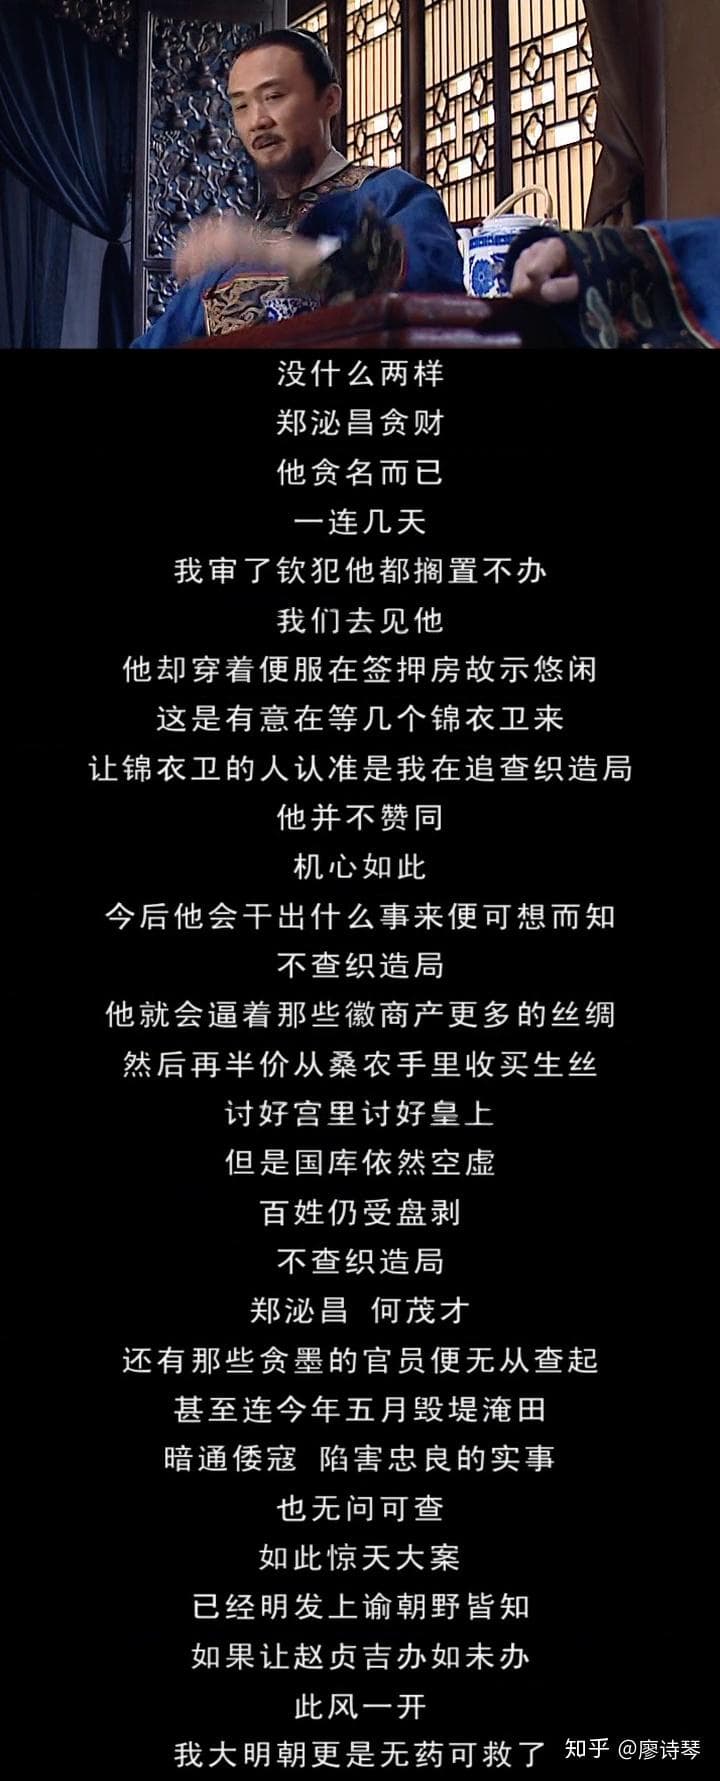 没什么两样
郑泌昌贪财
他贪名而已
一连几天
我审了钦犯他都搁置不办
我们去见他
他却穿着便服在签押房故示悠闲
这是有意在等几个锦衣卫来
让锦衣卫的人认准是我在追查织造局
他并不赞同
机心如此
今后他会干出什么事来便可想而知
不查织造局
他就会逼着那些徽商产更多的丝绸
然后再半价从桑农手里收买生丝
讨好宫里讨好皇上
但是国库依然空虚
百姓仍受盘剥
不查织造局
郑泌昌 何茂才
还有那些贪墨的官员便无从查起
甚至连今年五月毁堤淹田
暗通倭寇 陷害忠良的实事
也无问可查
如此惊天大案
已经明发上谕朝野皆知
如果让赵贞吉办如未办
此风一开
我大明朝更是无药可救了
知乎 @廖诗琴